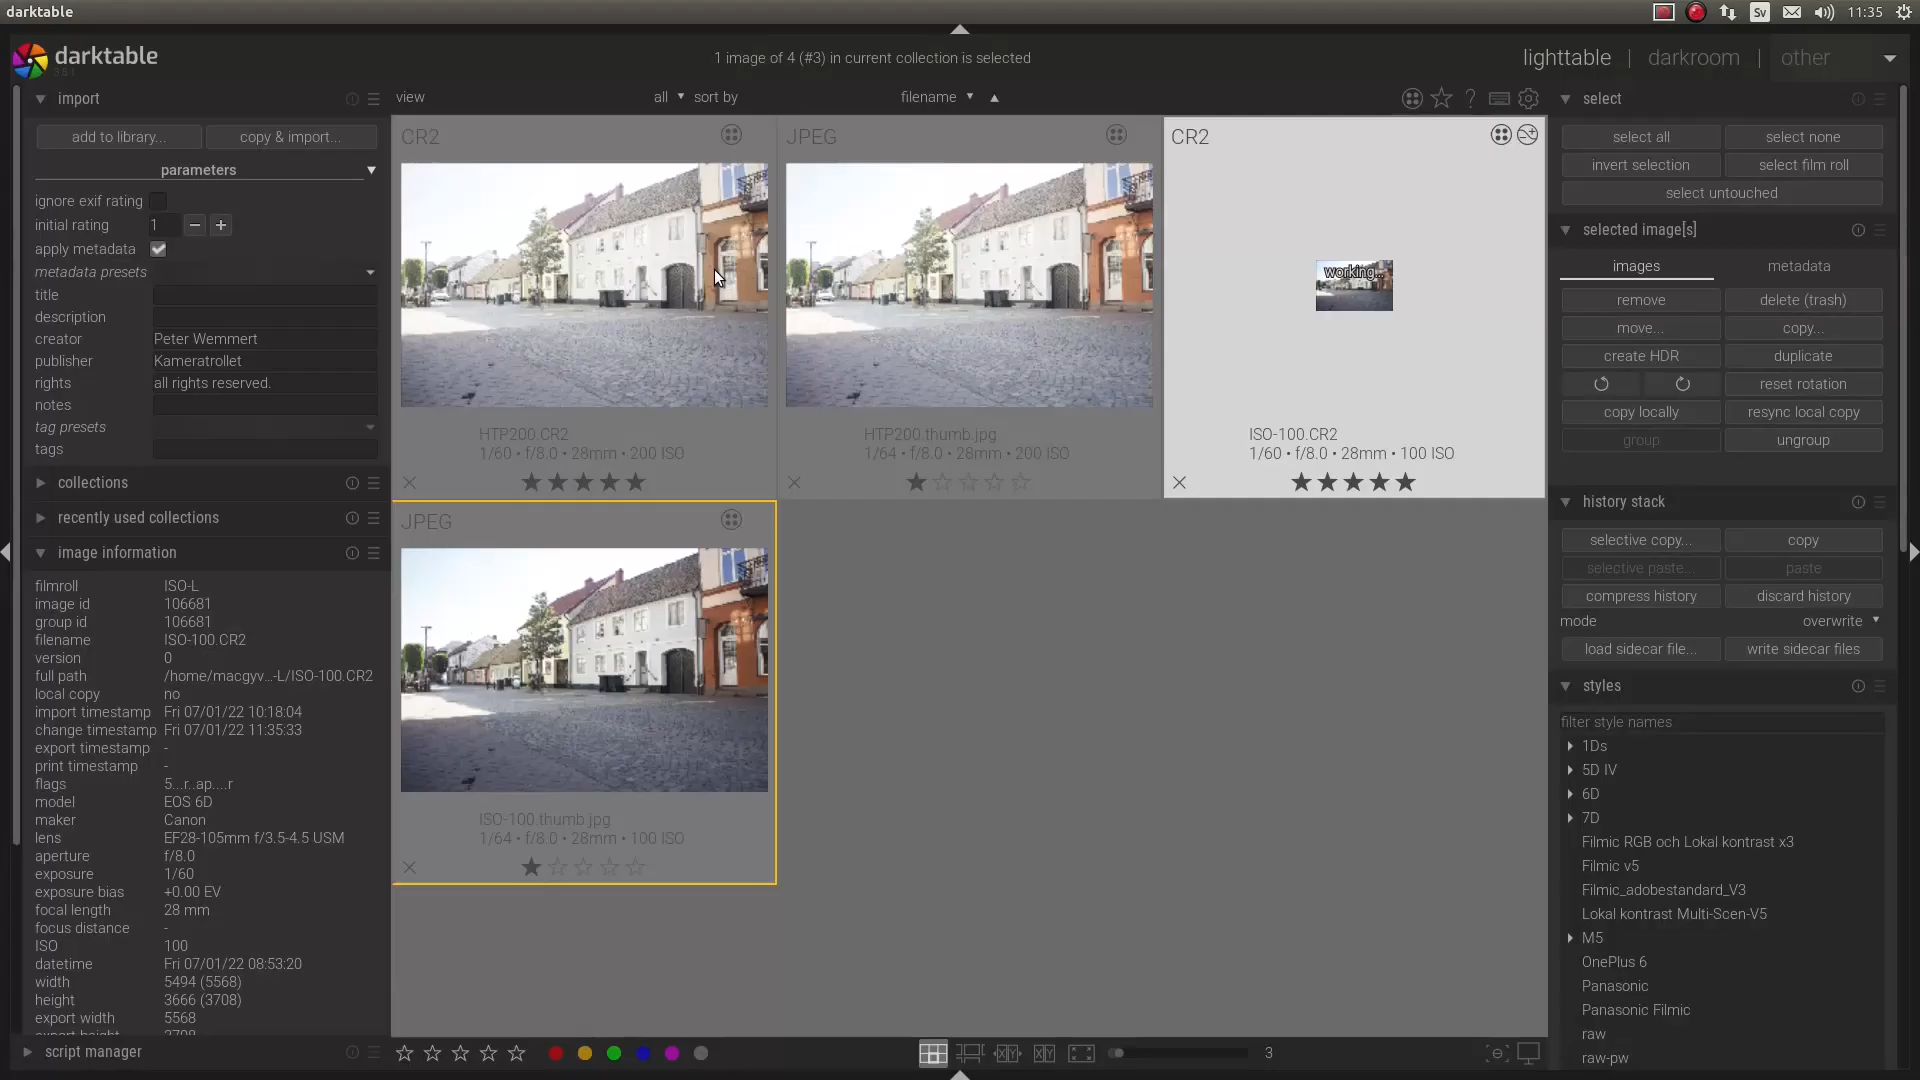 darktable
Sv
11:35
darktable
3.8.1
1 image of 4 (#3) in current collection is selected
lighttable | darkroom | other
import
add to library...
copy & import...
parameters
ignore exif rating
initial rating 1
apply metadata
metadata presets
title
description
creator Peter Wemmert
publisher Kameratrollet
rights all rights reserved.
notes
tag presets
tags
collections
recently used collections
image information
filmroll ISO-L
image id 106681
group id 106681
filename ISO-100.CR2
version 0
full path /home/macgyv...-L/ISO-100.CR2
local copy no
import timestamp Fri 07/01/22 10:18:04
change timestamp Fri 07/01/22 11:35:33
export timestamp -
print timestamp -
flags 5...r..ap....r
model EOS 6D
maker Canon
lens EF28-105mm f/3.5-4.5 USM
aperture f/8.0
exposure 1/60
exposure bias +0.00 EV
focal length 28 mm
focus distance -
ISO 100
datetime Fri 07/01/22 08:53:20
width 5494 (5568)
height 3666 (3708)
export width 5568
export height 3708
script manager
view all sort by filename
CR2
HTP200.CR2
1/60 • f/8.0 • 28mm • 200 ISO
JPEG
HTP200.thumb.jpg
1/64 • f/8.0 • 28mm • 200 ISO
CR2
working...
ISO-100.CR2
1/60 • f/8.0 • 28mm • 100 ISO
JPEG
ISO-100.thumb.jpg
1/64 • f/8.0 • 28mm • 100 ISO
3
select
select all
select none
invert selection
select film roll
select untouched
selected image[s]
images
metadata
remove
delete (trash)
move...
copy...
create HDR
duplicate
reset rotation
copy locally
resync local copy
group
ungroup
history stack
selective copy...
copy
selective paste...
paste
compress history
discard history
mode overwrite
load sidecar file...
write sidecar files
styles
filter style names
1Ds
5D IV
6D
7D
Filmic RGB och Lokal kontrast x3
Filmic v5
Filmic_adobestandard_V3
Lokal kontrast Multi-Scen-V5
M5
OnePlus 6
Panasonic
Panasonic Filmic
raw
raw-pw